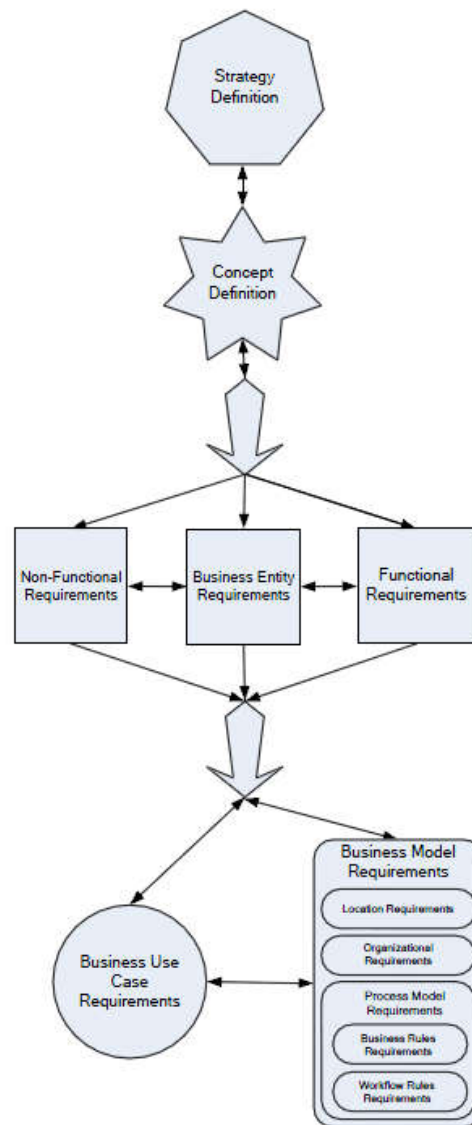 Strategy
Definition
Concept
Definition
Non-Functional
Requirements
Business Entity
Requirements
Functional
Requirements
Business Model
Requirements
Location Requirements
Organizational
Requirements
Process Model
Requirements
Business Rules
Requirements
Workflow Rules
Requirements
Business Use
Case
Requirements